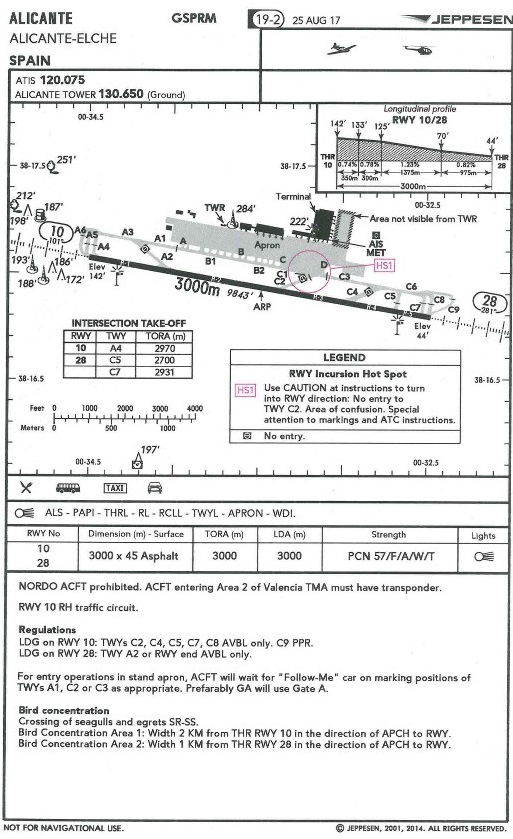 ALICANTE GSPRM 19-2 25 AUG 17 JEPPESEN
ALICANTE-ELCHE
SPAIN
ATIS 120.075
ALICANTE TOWER 130.650 (Ground)
00-34.5
Longitudinal profile
RWY 10/28
142' 133' 125' 70' 44'
THR 10
THR 28
0.74% 0.78% 1.23% 0.82%
350m 300m 1375m 975m
3000m
38-17.5 251' 38-17.5
00-32.5
212' 198' 187'
TWR 284' Terminal 222'
Area not visible from TWR
AIS
MET
10
101°
A6 A5 A4 A3 A1 A2 A B1 B B2 Apron C C1 C2 D C3 C4 C5 C6 C7 C8 C9
HS1
193' 188' 186' 172'
Elev
142'
3000m 9843'
ARP
28
281°
Elev
44'
INTERSECTION TAKE-OFF
RWY TWY TORA (m)
10 A4 2970
28 C5 2700
C7 2931
38-16.5 38-16.5
LEGEND
RWY Incursion Hot Spot
HS1 Use CAUTION at instructions to turn
into RWY direction: No entry to
TWY C2. Area of confusion. Special
attention to markings and ATC instructions.
No entry.
Feet 0 1000 2000 3000 4000
Meters 0 500 1000
197'
00-34.5 00-32.5
TAXI
ALS - PAPI - THRL - RL - RCLL - TWYL - APRON - WDI.
RWY No Dimension (m) - Surface TORA (m) LDA (m) Strength Lights
10
28 3000 x 45 Asphalt 3000 3000 PCN 57/F/A/W/T
NORDO ACFT prohibited. ACFT entering Area 2 of Valencia TMA must have transponder.
RWY 10 RH traffic circuit.
Regulations
LDG on RWY 10: TWYs C2, C4, C5, C7, C8 AVBL only. C9 PPR.
LDG on RWY 28: TWY A2 or RWY end AVBL only.
For entry operations in stand apron, ACFT will wait for "Follow-Me" car on marking positions of
TWYs A1, C2 or C3 as appropriate. Prefarably GA will use Gate A.
Bird concentration
Crossing of seagulls and egrets SR-SS.
Bird Concentration Area 1: Width 2 KM from THR RWY 10 in the direction of APCH to RWY.
Bird Concentration Area 2: Width 1 KM from THR RWY 28 in the direction of APCH to RWY.
NOT FOR NAVIGATIONAL USE. © JEPPESEN, 2001, 2014. ALL RIGHTS RESERVED.